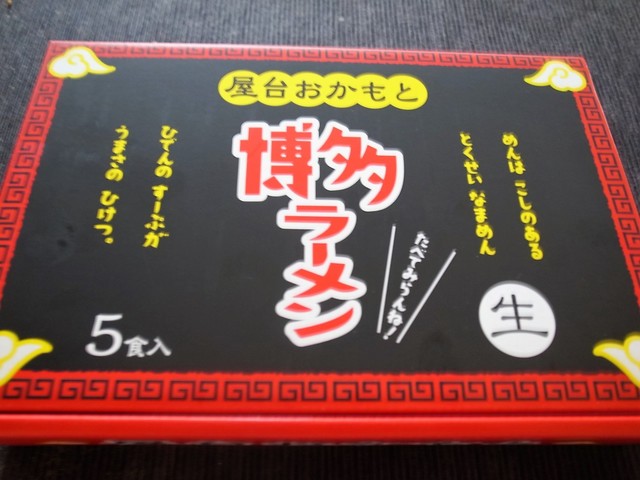 屋台おかもと
博多
ラーメン
たべてみらんね!
めんは こしのある
とくせい なまめん
生
ひでんの すーぷが
うまさの ひけつ。
5食入